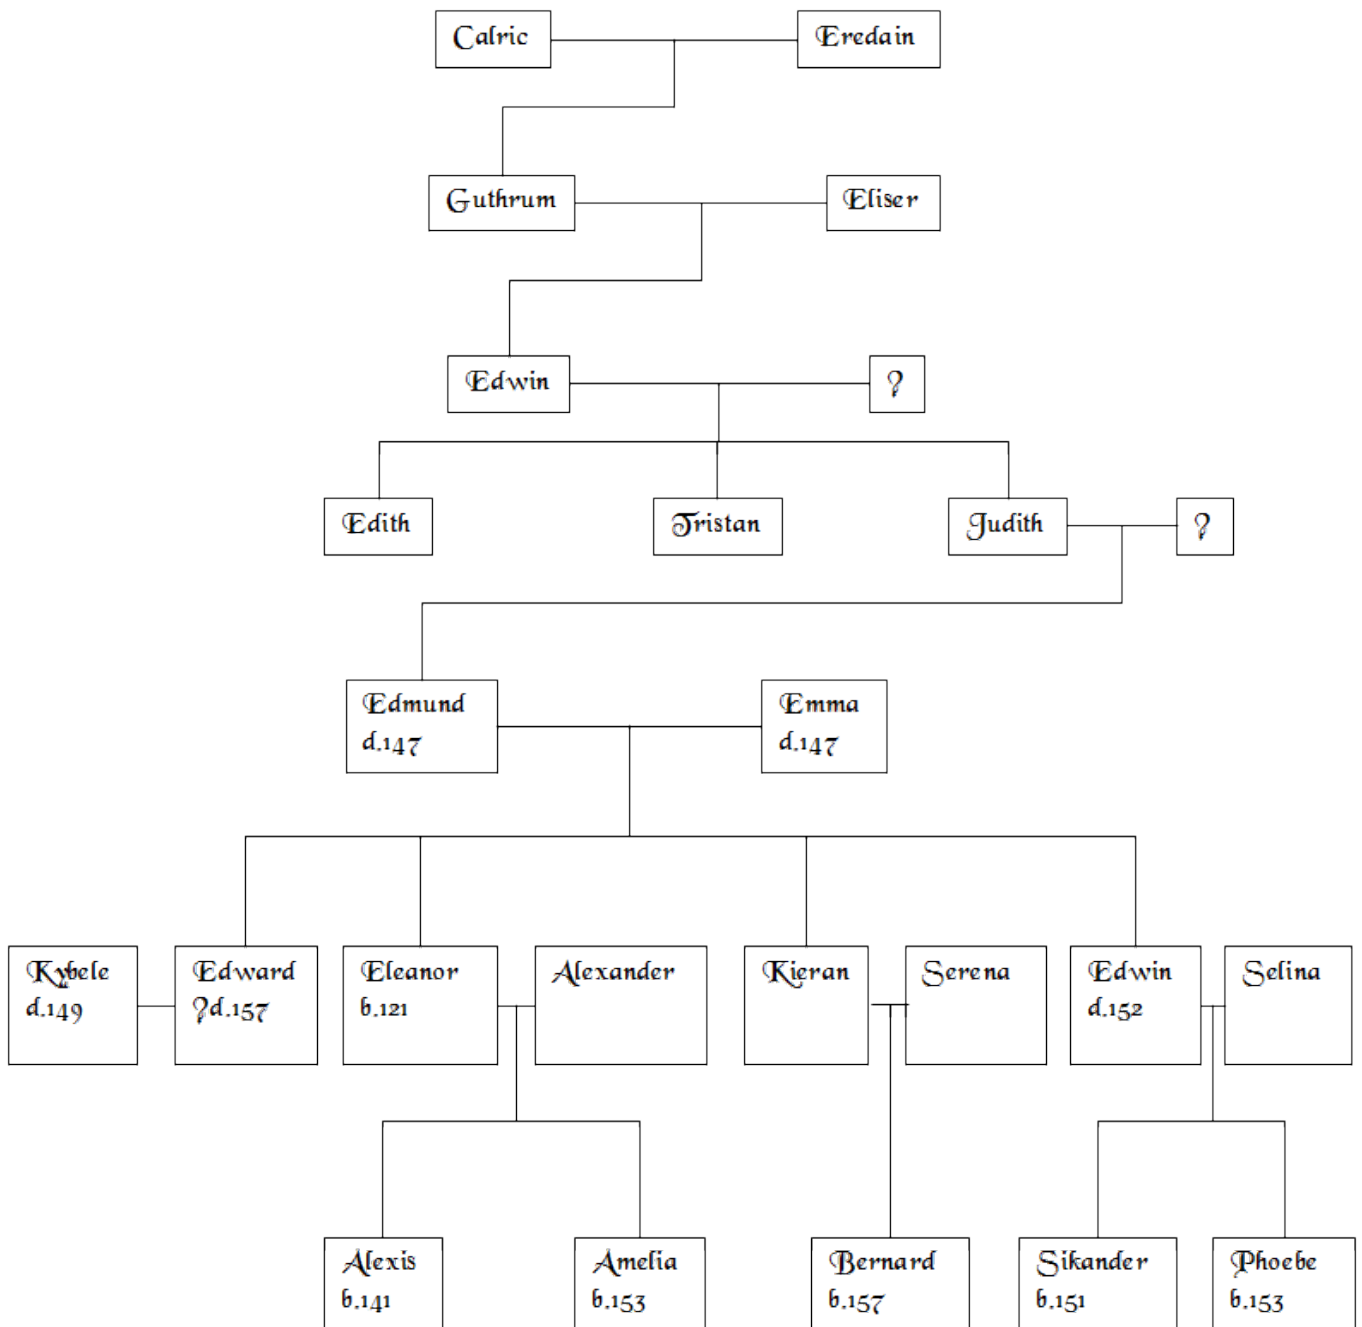 Calric
Eredain
Guthrum
Eliser
Edwin
?
Edith
Tristan
Judith
?
Edmund
d.147
Emma
d.147
Kybele
d.149
Edward
?d.157
Eleanor
b.121
Alexander
Kieran
Serena
Edwin
d.152
Selina
Alexis
b.141
Amelia
b.153
Bernard
b.157
Sikander
b.151
Phoebe
b.153